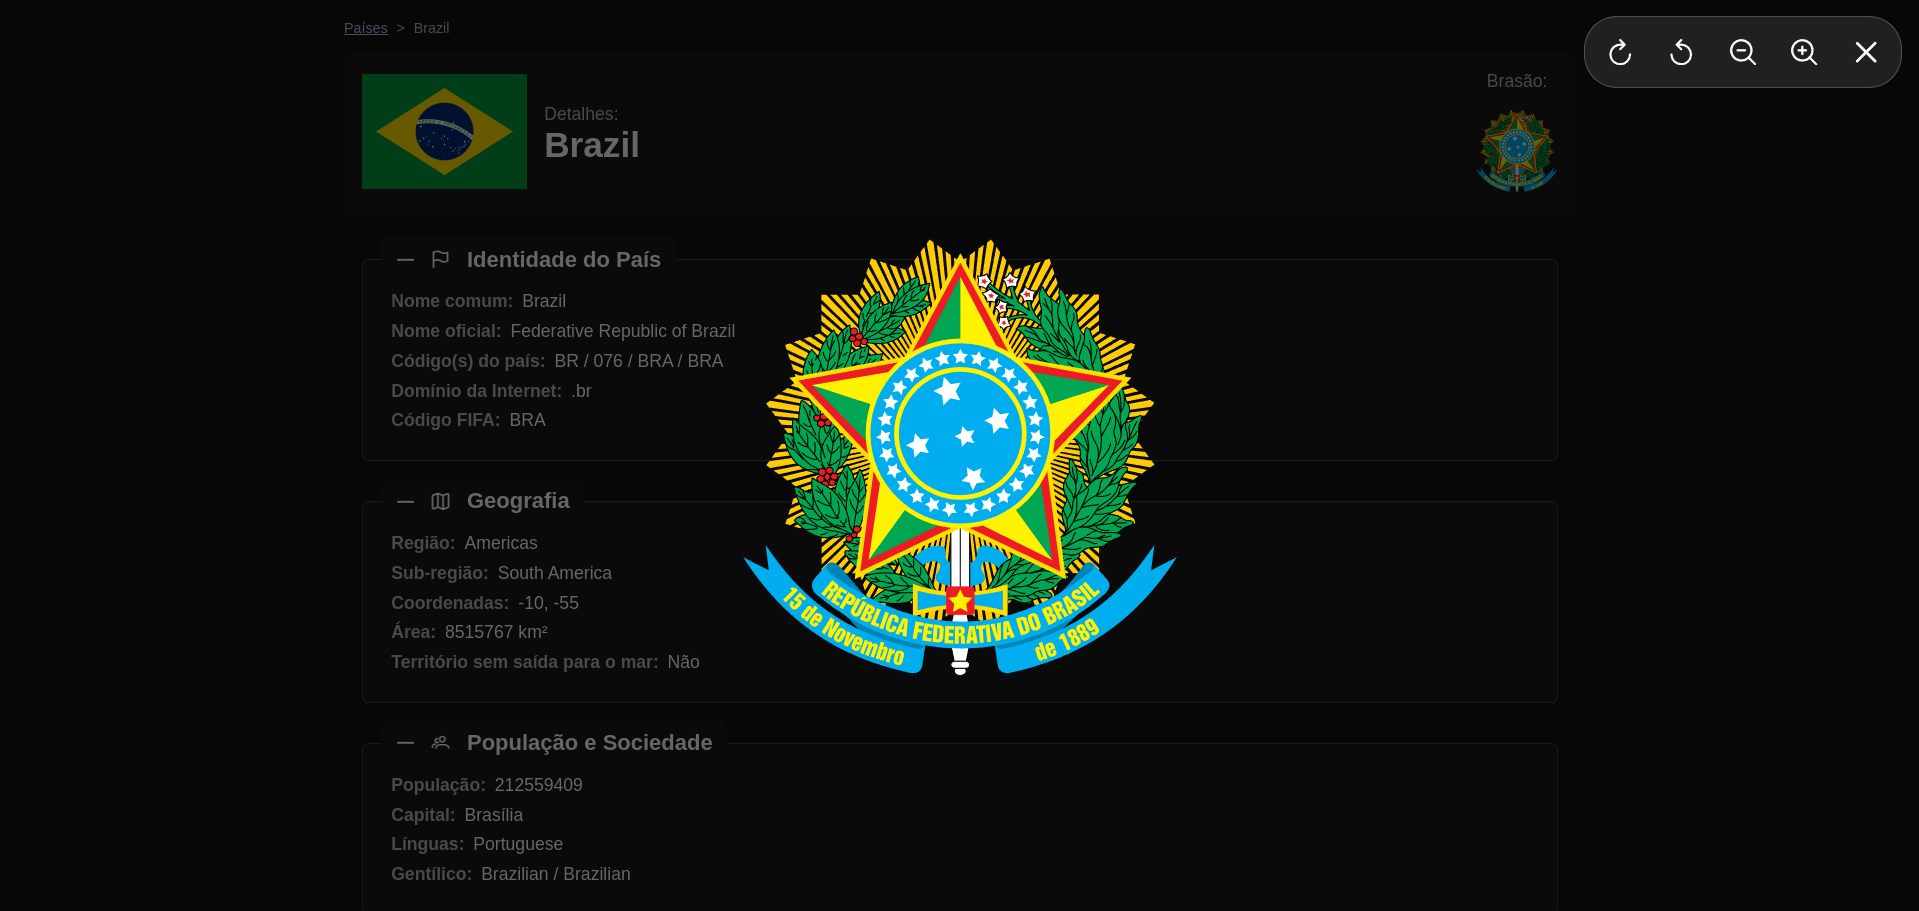 Países > Brazil
Brasão:
Detalhes:
Brazil
Identidade do País
Nome comum: Brazil
Nome oficial: Federative Republic of Brazil
Código(s) do país: BR / 076 / BRA / BRA
Domínio da Internet: .br
Código FIFA: BRA
Geografia
Região: Americas
Sub-região: South America
Coordenadas: -10, -55
Área: 8515767 km²
Território sem saída para o mar: Não
REPÚBLICA FEDERATIVA DO BRASIL
15 de Novembro
de 1889
População e Sociedade
População: 212559409
Capital: Brasília
Línguas: Portuguese
Gentílico: Brazilian / Brazilian